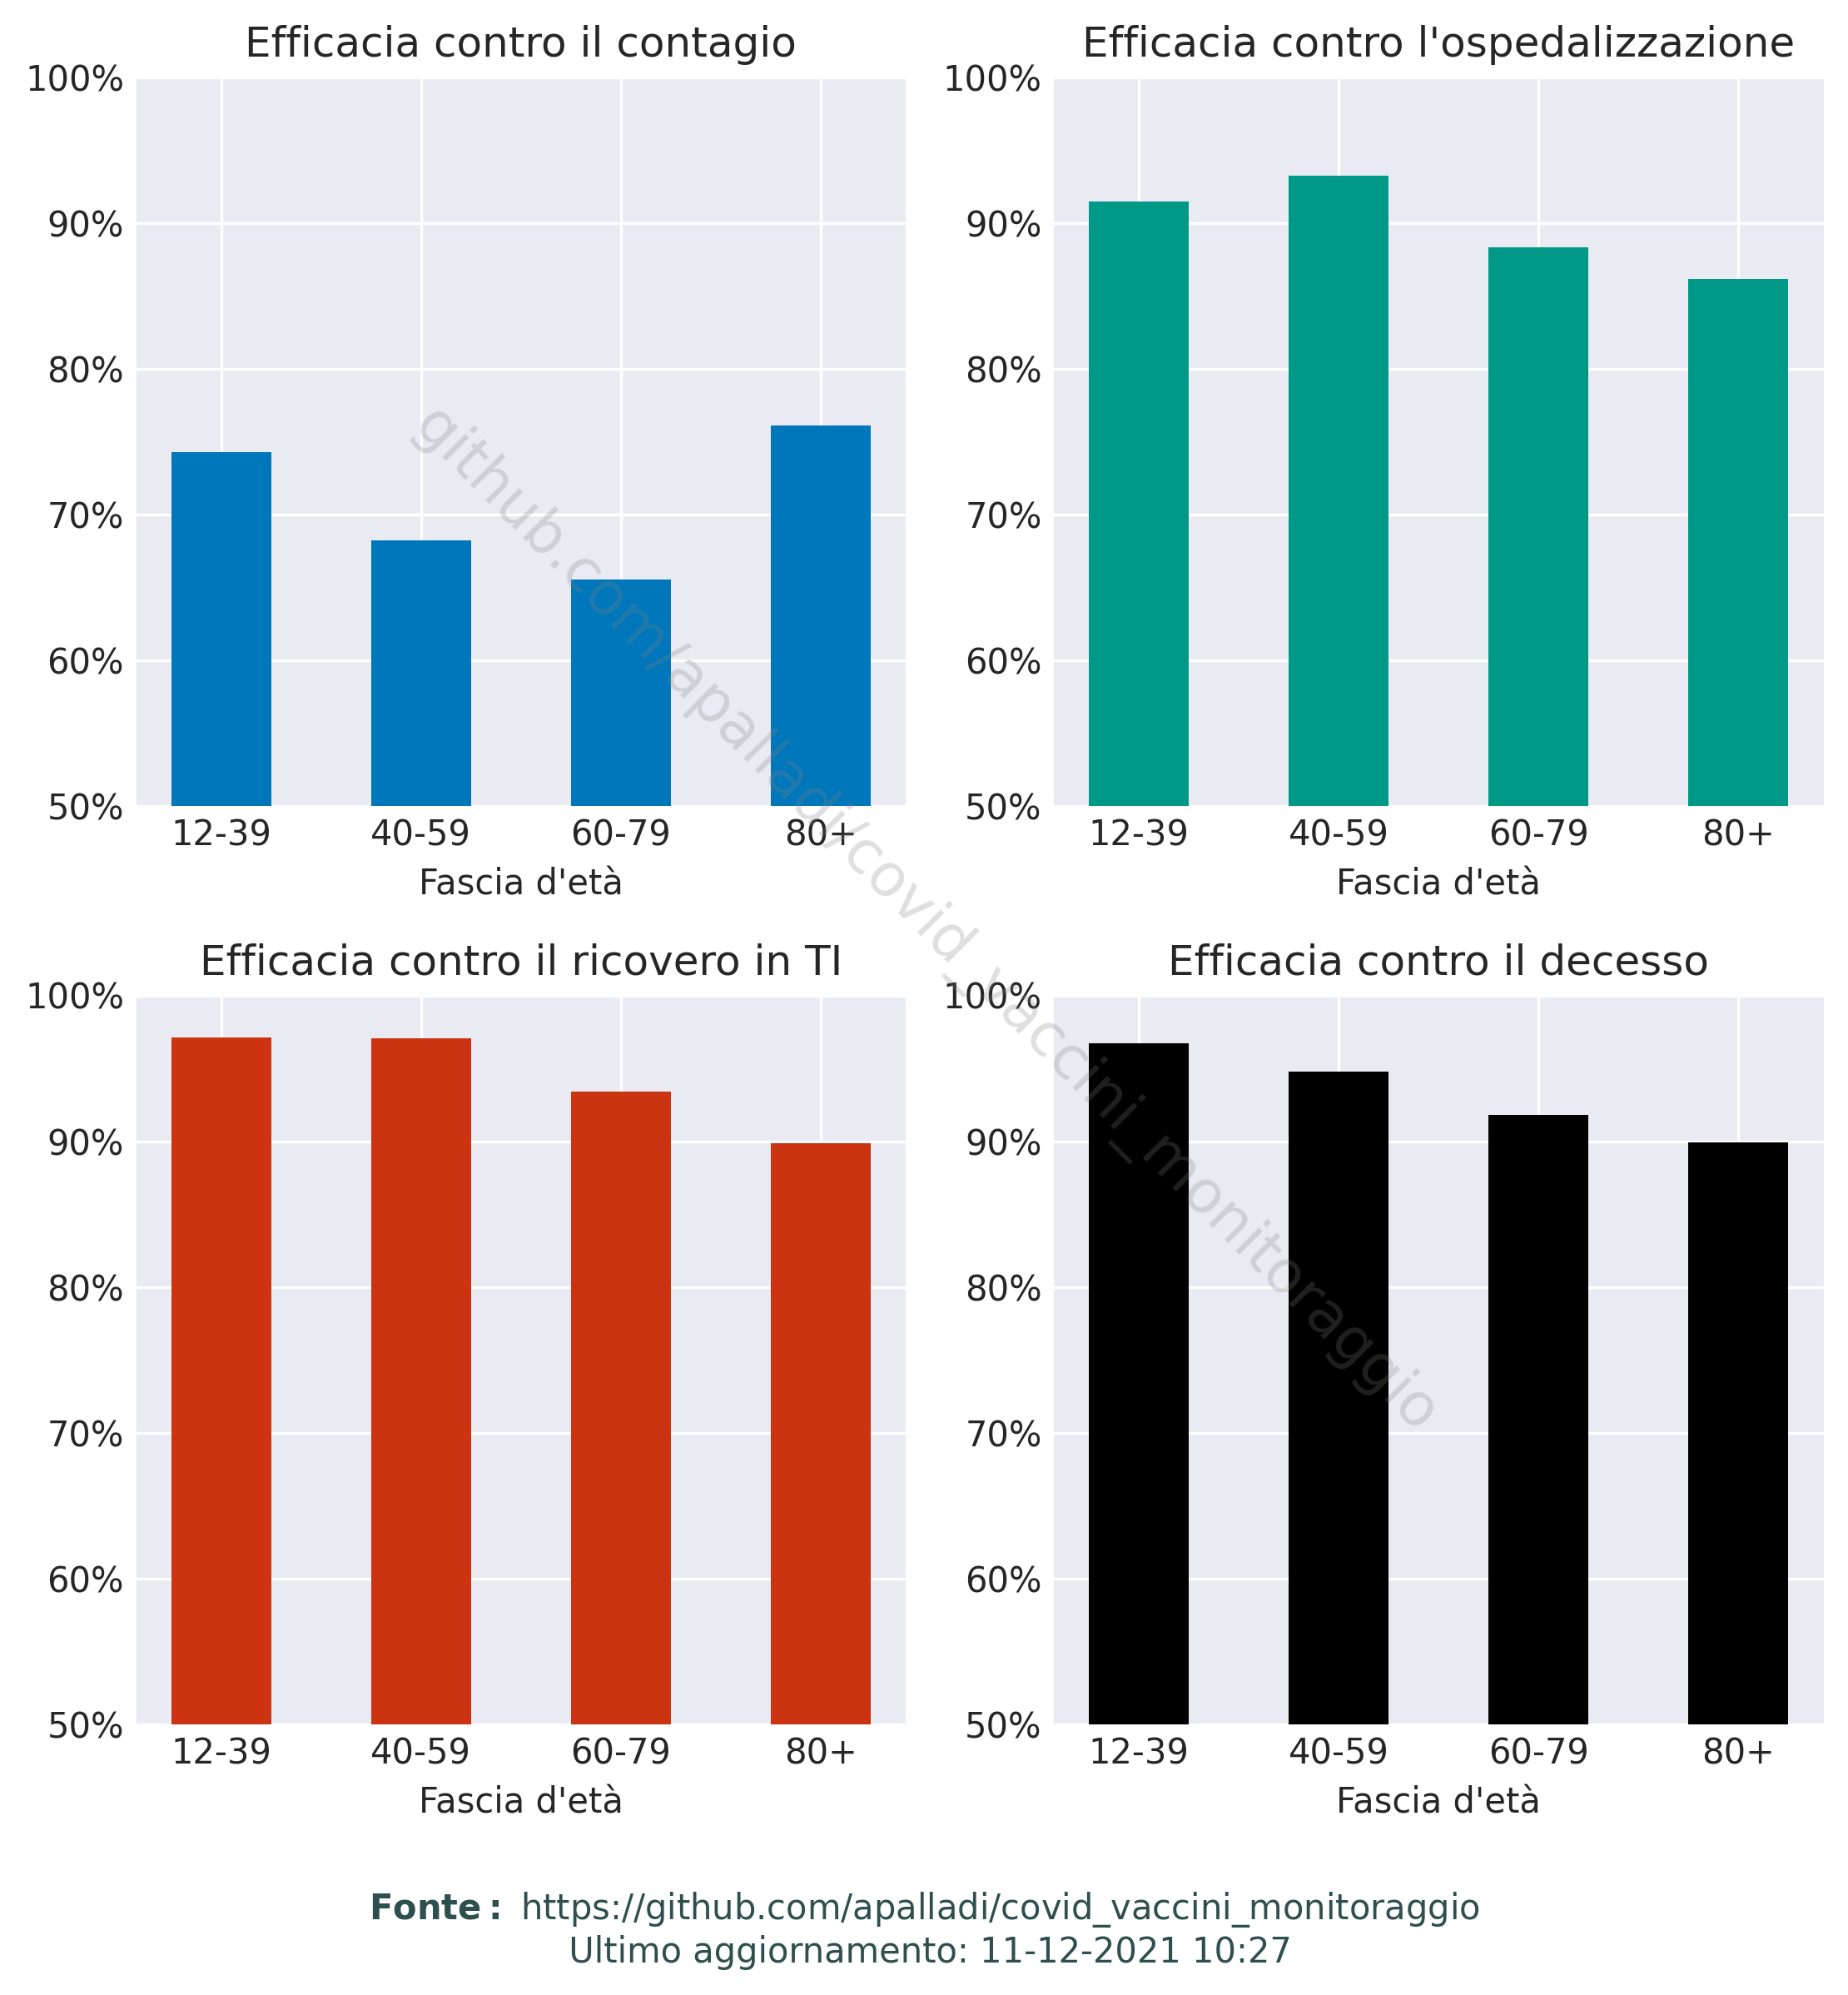 Efficacia contro il contagio
100%
90%
80%
70%
60%
50%
12-39 40-59 60-79 80+
Fascia d'età
Efficacia contro l'ospedalizzazione
100%
90%
80%
70%
60%
50%
12-39 40-59 60-79 80+
Fascia d'età
Efficacia contro il ricovero in TI
100%
90%
80%
70%
60%
50%
12-39 40-59 60-79 80+
Fascia d'età
Efficacia contro il decesso
100%
90%
80%
70%
60%
50%
12-39 40-59 60-79 80+
Fascia d'età
github.com/apalladi/covid_vaccini_monitoraggio
Fonte: https://github.com/apalladi/covid_vaccini_monitoraggio
Ultimo aggiornamento: 11-12-2021 10:27